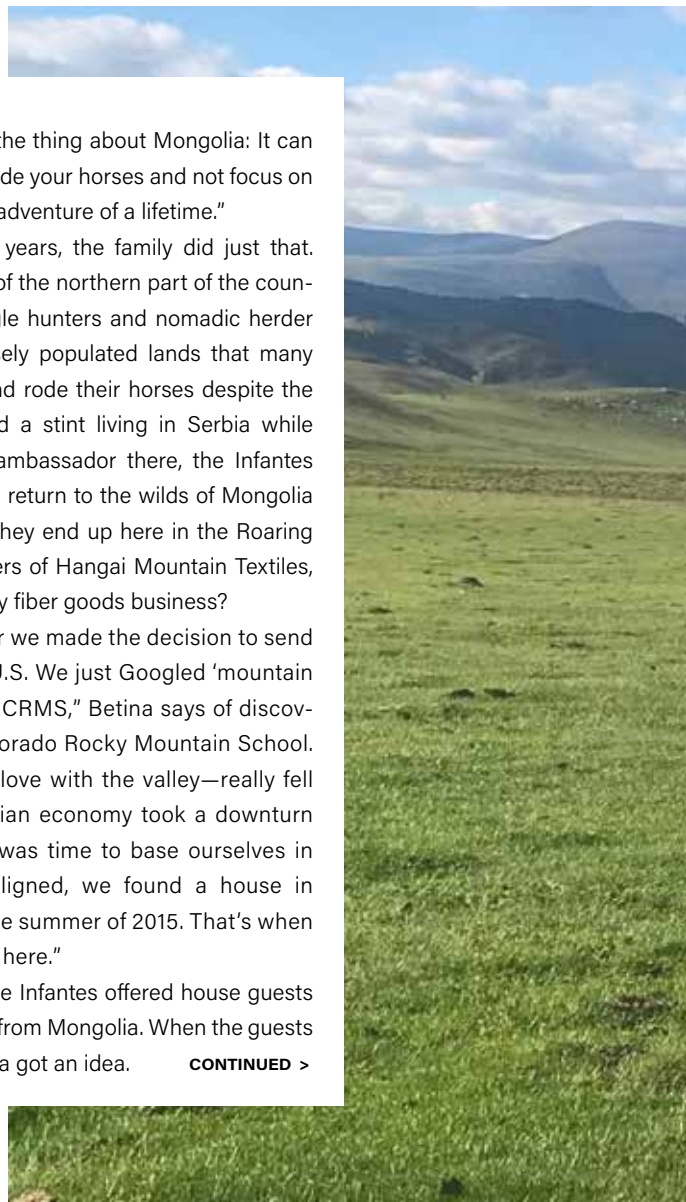 the thing about Mongolia: It can
de your horses and not focus on
adventure of a lifetime.”
years, the family did just that.
of the northern part of the coun-
gle hunters and nomadic herder
sely populated lands that many
nd rode their horses despite the
d a stint living in Serbia while
ambassador there, the Infantes
return to the wilds of Mongolia
they end up here in the Roaring
ers of Hangai Mountain Textiles,
y fiber goods business?
r we made the decision to send
U.S. We just Googled ‘mountain
CRMS,” Betina says of discov-
orado Rocky Mountain School.
love with the valley—really fell
ian economy took a downturn
was time to base ourselves in
ligned, we found a house in
e summer of 2015. That’s when
here.”
e Infantes offered house guests
from Mongolia. When the guests
a got an idea. CONTINUED >